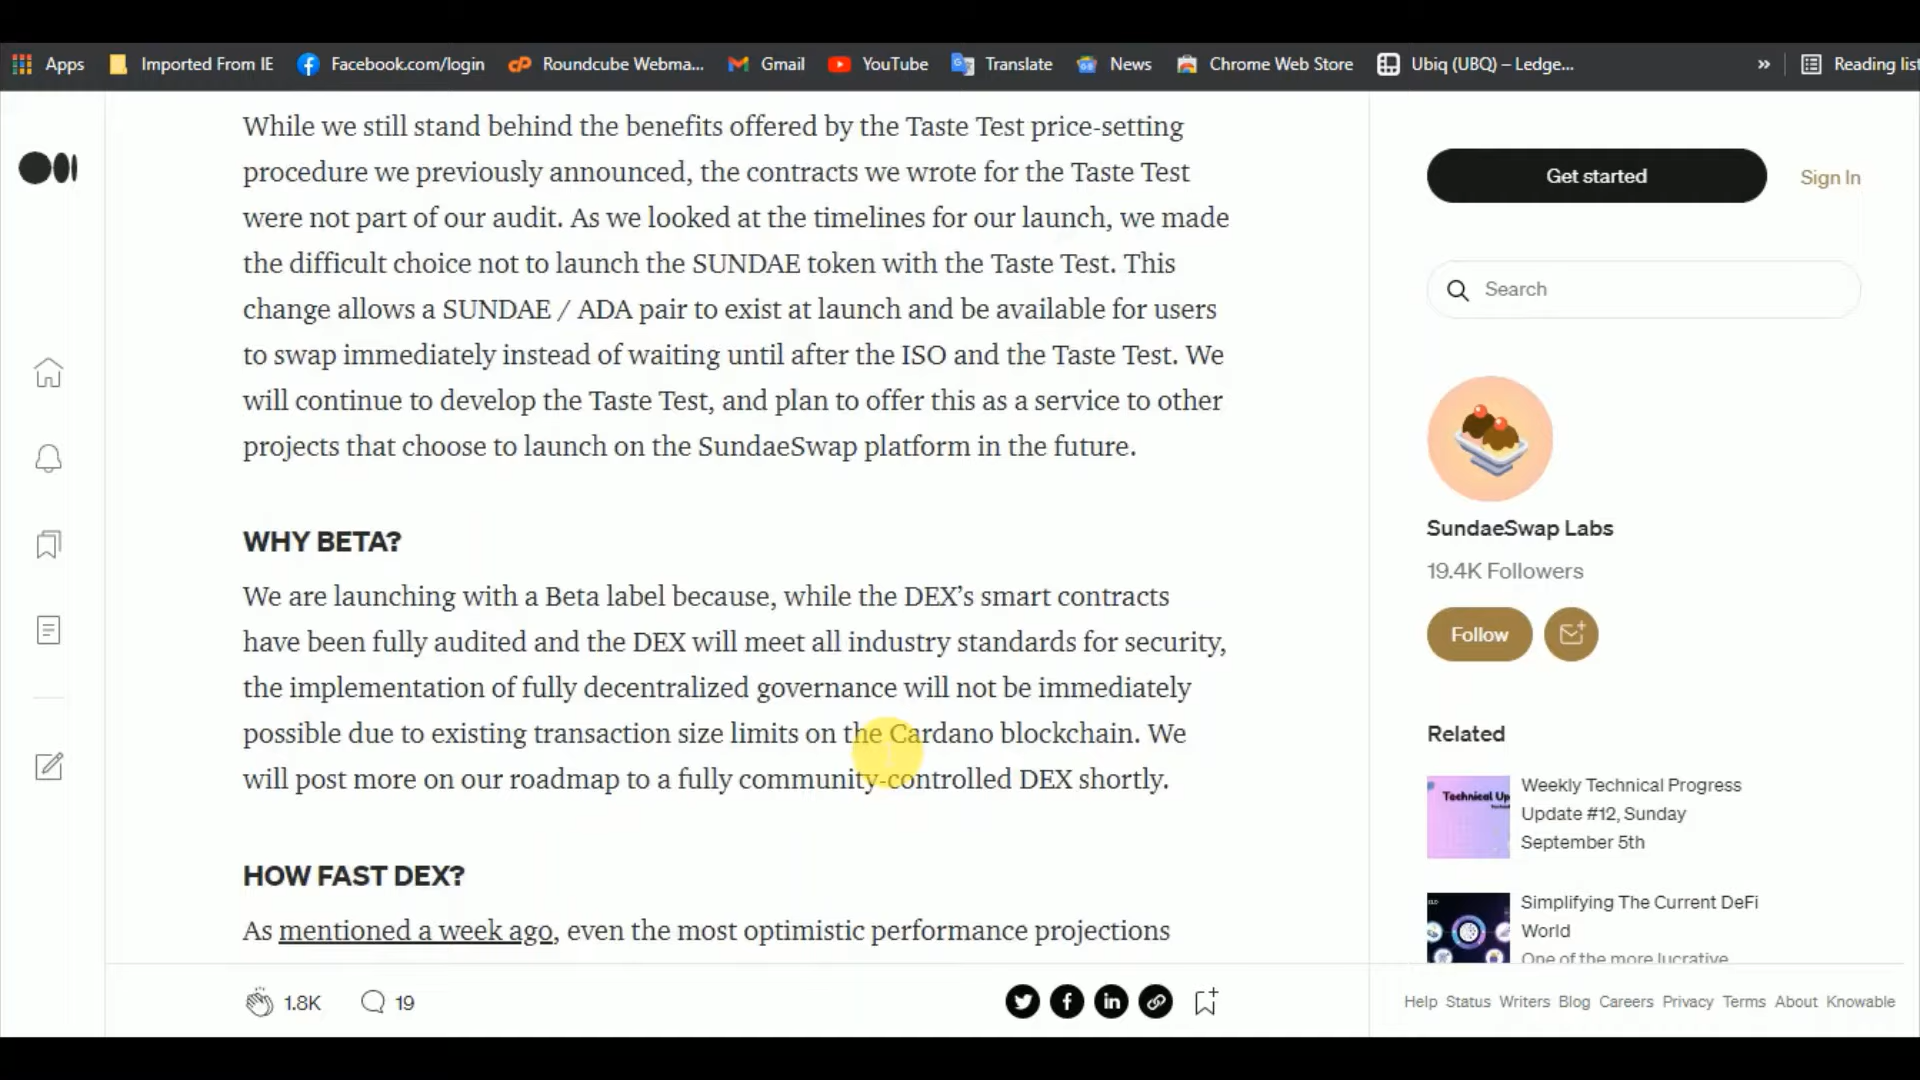 Apps Imported From IE Facebook.com/login Roundcube Webma... Gmail YouTube Translate News Chrome Web Store Ubiq (UBQ) – Ledge... » Reading list
While we still stand behind the benefits offered by the Taste Test price-setting
procedure we previously announced, the contracts we wrote for the Taste Test
were not part of our audit. As we looked at the timelines for our launch, we made
the difficult choice not to launch the SUNDAE token with the Taste Test. This
change allows a SUNDAE / ADA pair to exist at launch and be available for users
to swap immediately instead of waiting until after the ISO and the Taste Test. We
will continue to develop the Taste Test, and plan to offer this as a service to other
projects that choose to launch on the SundaeSwap platform in the future.
WHY BETA?
We are launching with a Beta label because, while the DEX’s smart contracts
have been fully audited and the DEX will meet all industry standards for security,
the implementation of fully decentralized governance will not be immediately
possible due to existing transaction size limits on the Cardano blockchain. We
will post more on our roadmap to a fully community-controlled DEX shortly.
HOW FAST DEX?
As mentioned a week ago, even the most optimistic performance projections
1.8K 19
Get started Sign In
Search
SundaeSwap Labs
19.4K Followers
Follow
Related
Technical Up
Weekly Technical Progress
Update #12, Sunday
September 5th
Simplifying The Current DeFi
World
One of the more lucrative
Help Status Writers Blog Careers Privacy Terms About Knowable